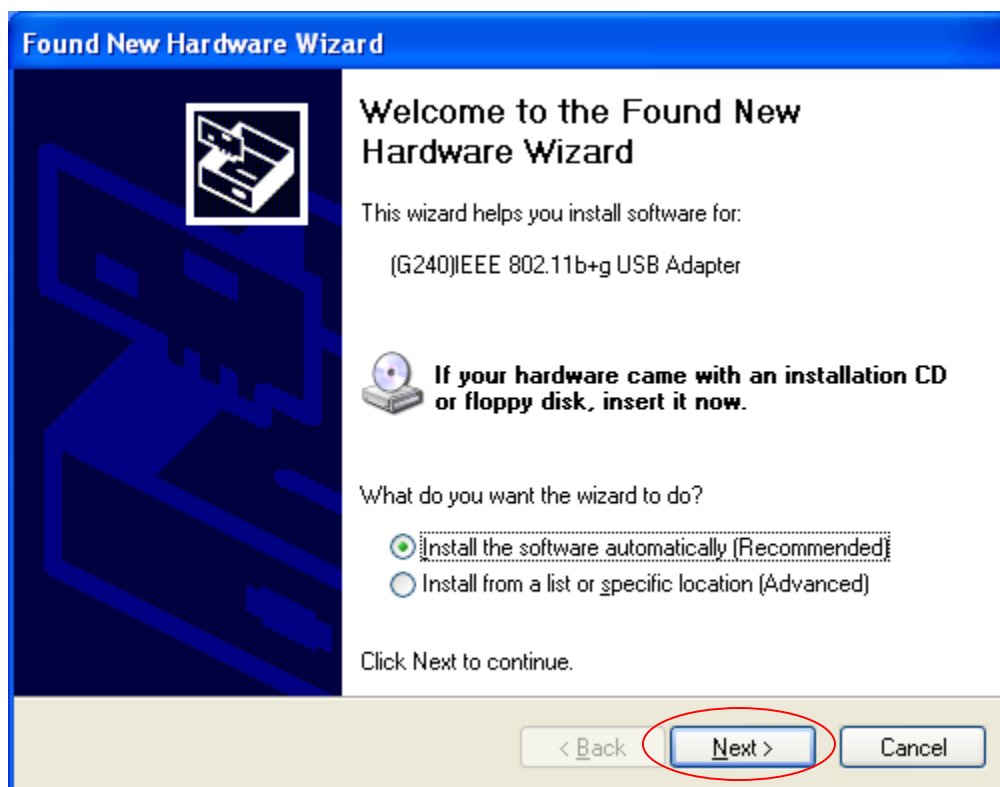 Found New Hardware Wizard
Welcome to the Found New
Hardware Wizard
This wizard helps you install software for:
(G240)IEEE 802.11b+g USB Adapter
If your hardware came with an installation CD
or floppy disk, insert it now.
What do you want the wizard to do?
Install the software automatically (Recommended)
Install from a list or specific location (Advanced)
Click Next to continue.
< Back Next > Cancel